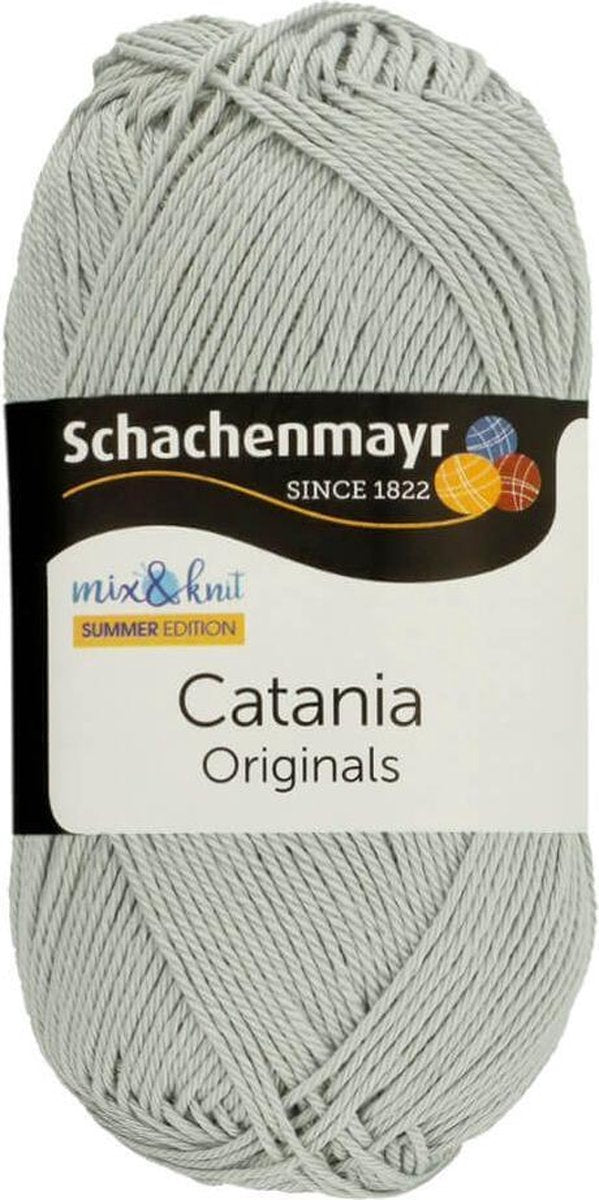 Schachenmayr
SINCE 1822
mix&knit
SUMMER EDITION
Catania
Originals